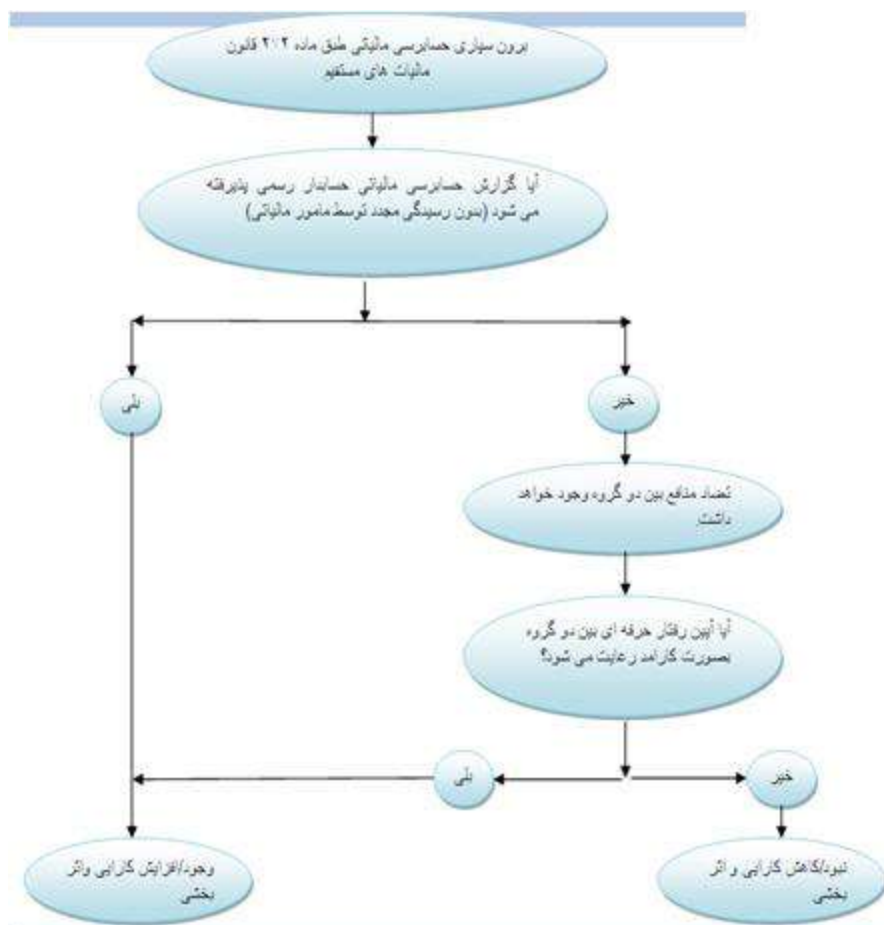 برون سپاری حسابرسی مالیاتی طبق ماده ۲۰۲ قانون
مالیات های مستقیم
آیا گزارش حسابرسی مالیاتی حسابدار رسمی پذیرفته
می شود (بدون رسیدگی مجدد توسط مامور مالیاتی)
بلی
خیر
تضاد منافع بین دو گروه وجود خواهد
داشت
آیا آیین رفتار حرفه ای بین دو گروه
بصورت کارامد رعایت می شود؟
بلی
خیر
وجود/افزایش کارایی واثر
بخشی
نبود/کاهش کارایی و اثر
بخشی